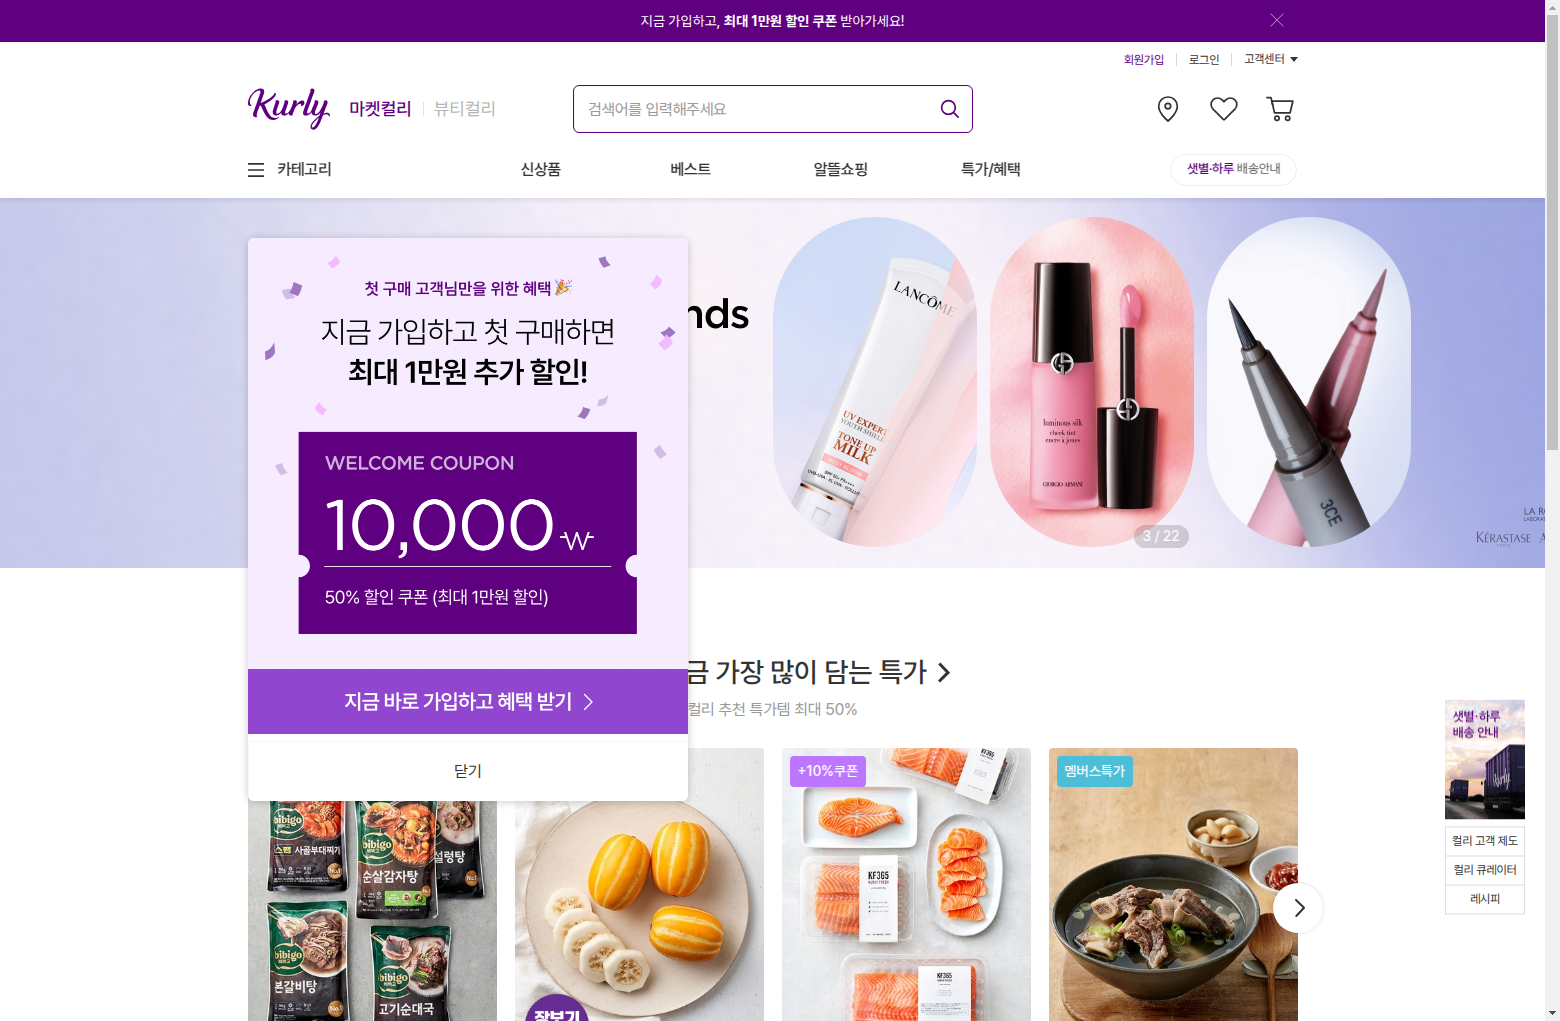 지금 가입하고, 최대 1만원 할인 쿠폰 받아가세요!
회원가입
로그인
고객센터
Kurly
마켓컬리
뷰티컬리
검색어를 입력해주세요
카테고리
신상품
베스트
알뜰쇼핑
특가/혜택
샛별·하루 배송안내
첫 구매 고객님만을 위한 혜택
지금 가입하고 첫 구매하면
최대 1만원 추가 할인!
WELCOME COUPON
10,000₩
50% 할인 쿠폰 (최대 1만원 할인)
지금 바로 가입하고 혜택 받기
닫기
nds
LANCÔME
UV EXPERT
YOUTH SHIELD
TONE UP
MILK
luminous silk
cheek tint
encre à joues
GIORGIO ARMANI
3CE
3 / 22
LA RO
KÉRASTASE
금 가장 많이 담는 특가
컬리 추천 특가템 최대 50%
+10%쿠폰
멤버스특가
bibigo
스팸 사골부대찌개
bibigo
순살감자탕
설렁탕
bibigo
본갈비탕
bibigo
고기순대국
잘보기
KF365
KF365
샛별·하루
배송 안내
Kurly
컬리 고객 제도
컬리 큐레이터
레시피